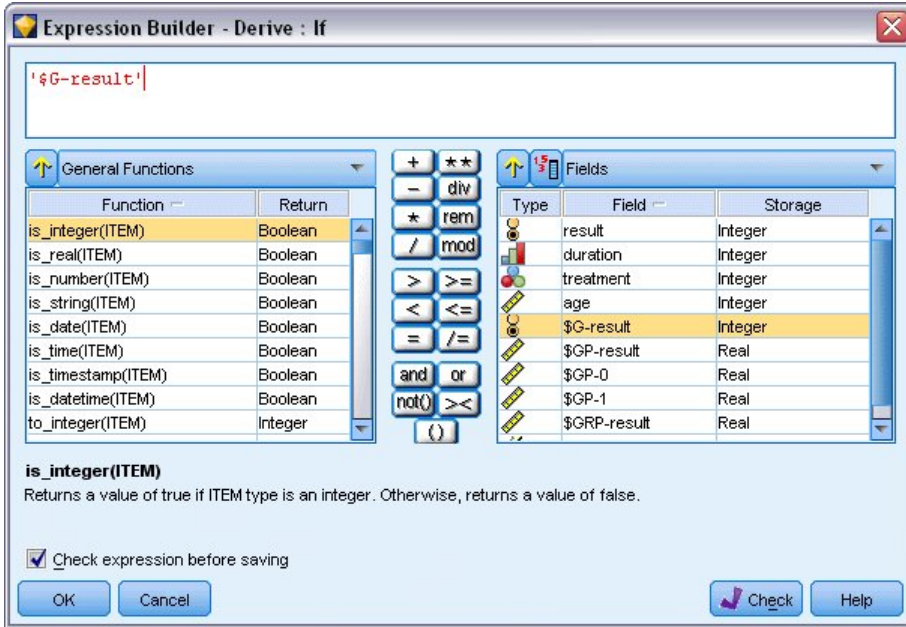 Expression Builder - Derive : If
'$G-result'
General Functions
Function Return
is_integer(ITEM) Boolean
is_real(ITEM) Boolean
is_number(ITEM) Boolean
is_string(ITEM) Boolean
is_date(ITEM) Boolean
is_time(ITEM) Boolean
is_timestamp(ITEM) Boolean
is_datetime(ITEM) Boolean
to_integer(ITEM) Integer
+ **
- div
* rem
/ mod
> >=
< <=
= /=
and or
not() ><
()
Fields
Type Field Storage
result Integer
duration Integer
treatment Integer
age Integer
$G-result Integer
$GP-result Real
$GP-0 Real
$GP-1 Real
$GRP-result Real
is_integer(ITEM)
Returns a value of true if ITEM type is an integer. Otherwise, returns a value of false.
Check expression before saving
OK Cancel Check Help